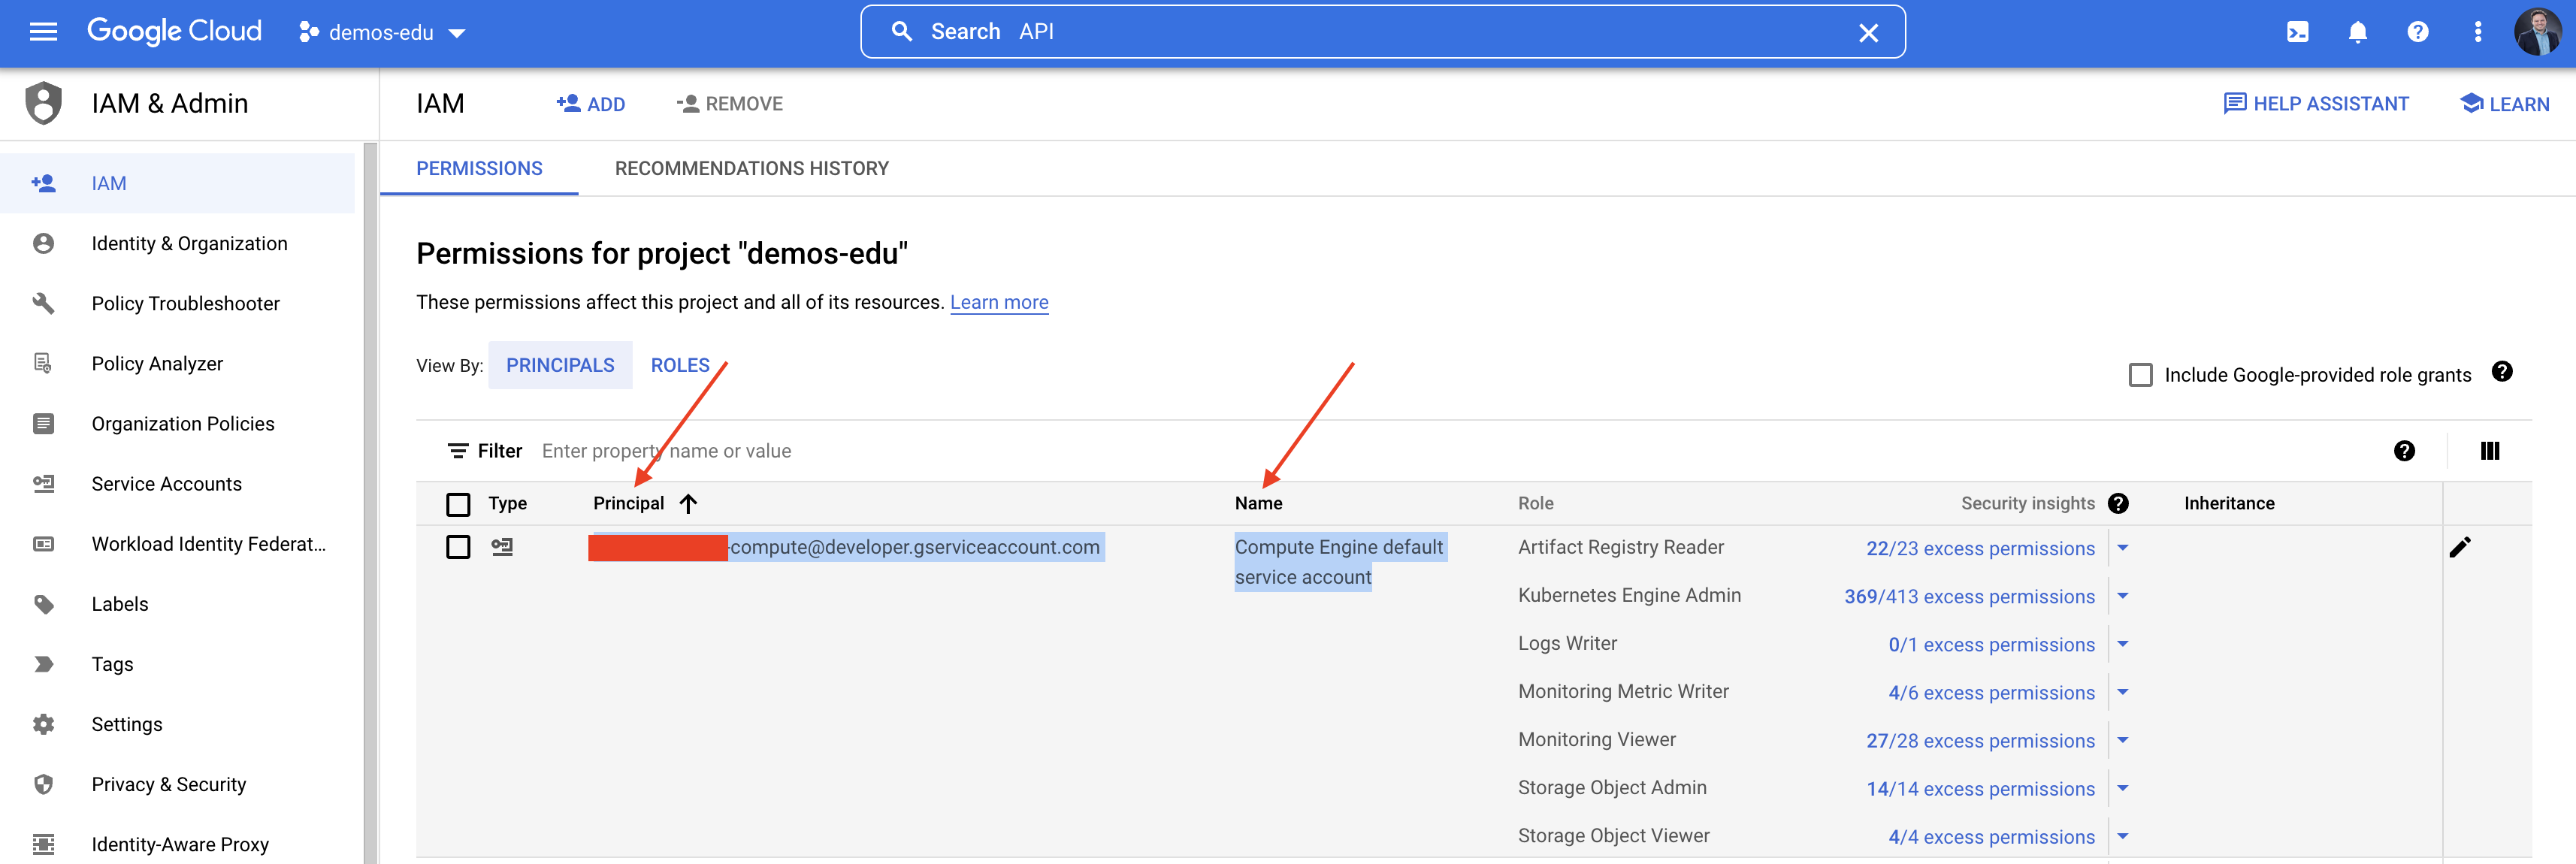 Google Cloud
demos-edu
Search API
IAM & Admin
IAM
ADD
REMOVE
HELP ASSISTANT
LEARN
IAM
Identity & Organization
Policy Troubleshooter
Policy Analyzer
Organization Policies
Service Accounts
Workload Identity Federat...
Labels
Tags
Settings
Privacy & Security
Identity-Aware Proxy
PERMISSIONS
RECOMMENDATIONS HISTORY
Permissions for project "demos-edu"
These permissions affect this project and all of its resources. Learn more
View By: PRINCIPALS ROLES
Include Google-provided role grants
Filter Enter property name or value
Type Principal Name Role Security insights Inheritance
-compute@developer.gserviceaccount.com
Compute Engine default
service account
Artifact Registry Reader 22/23 excess permissions
Kubernetes Engine Admin 369/413 excess permissions
Logs Writer 0/1 excess permissions
Monitoring Metric Writer 4/6 excess permissions
Monitoring Viewer 27/28 excess permissions
Storage Object Admin 14/14 excess permissions
Storage Object Viewer 4/4 excess permissions